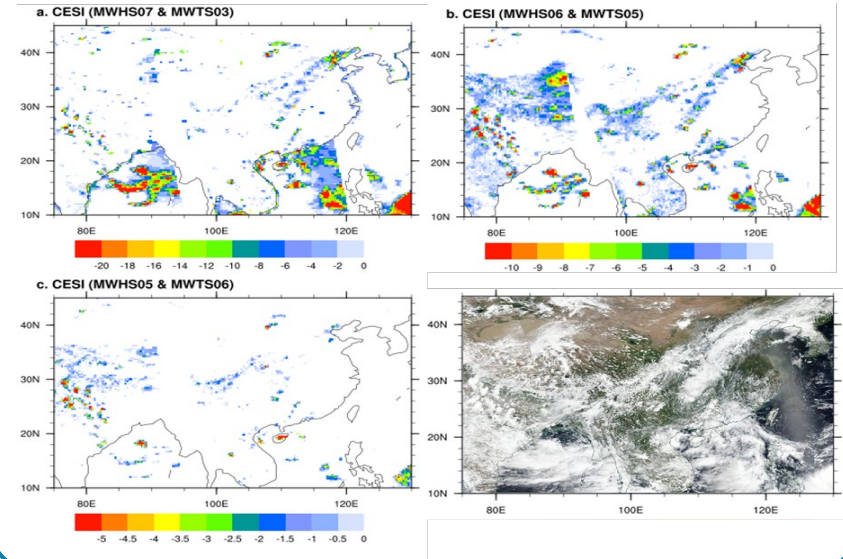 a. CESI (MWHS07 & MWTS03)
40N
30N
20N
10N
80E 100E 120E
-20 -18 -16 -14 -12 -10 -8 -6 -4 -2 0
b. CESI (MWHS06 & MWTS05)
40N
30N
20N
10N
80E 100E 120E
-10 -9 -8 -7 -6 -5 -4 -3 -2 -1 0
c. CESI (MWHS05 & MWTS06)
40N
30N
20N
10N
80E 100E 120E
-5 -4.5 -4 -3.5 -3 -2.5 -2 -1.5 -1 -0.5 0
40N
30N
20N
10N
80E 100E 120E